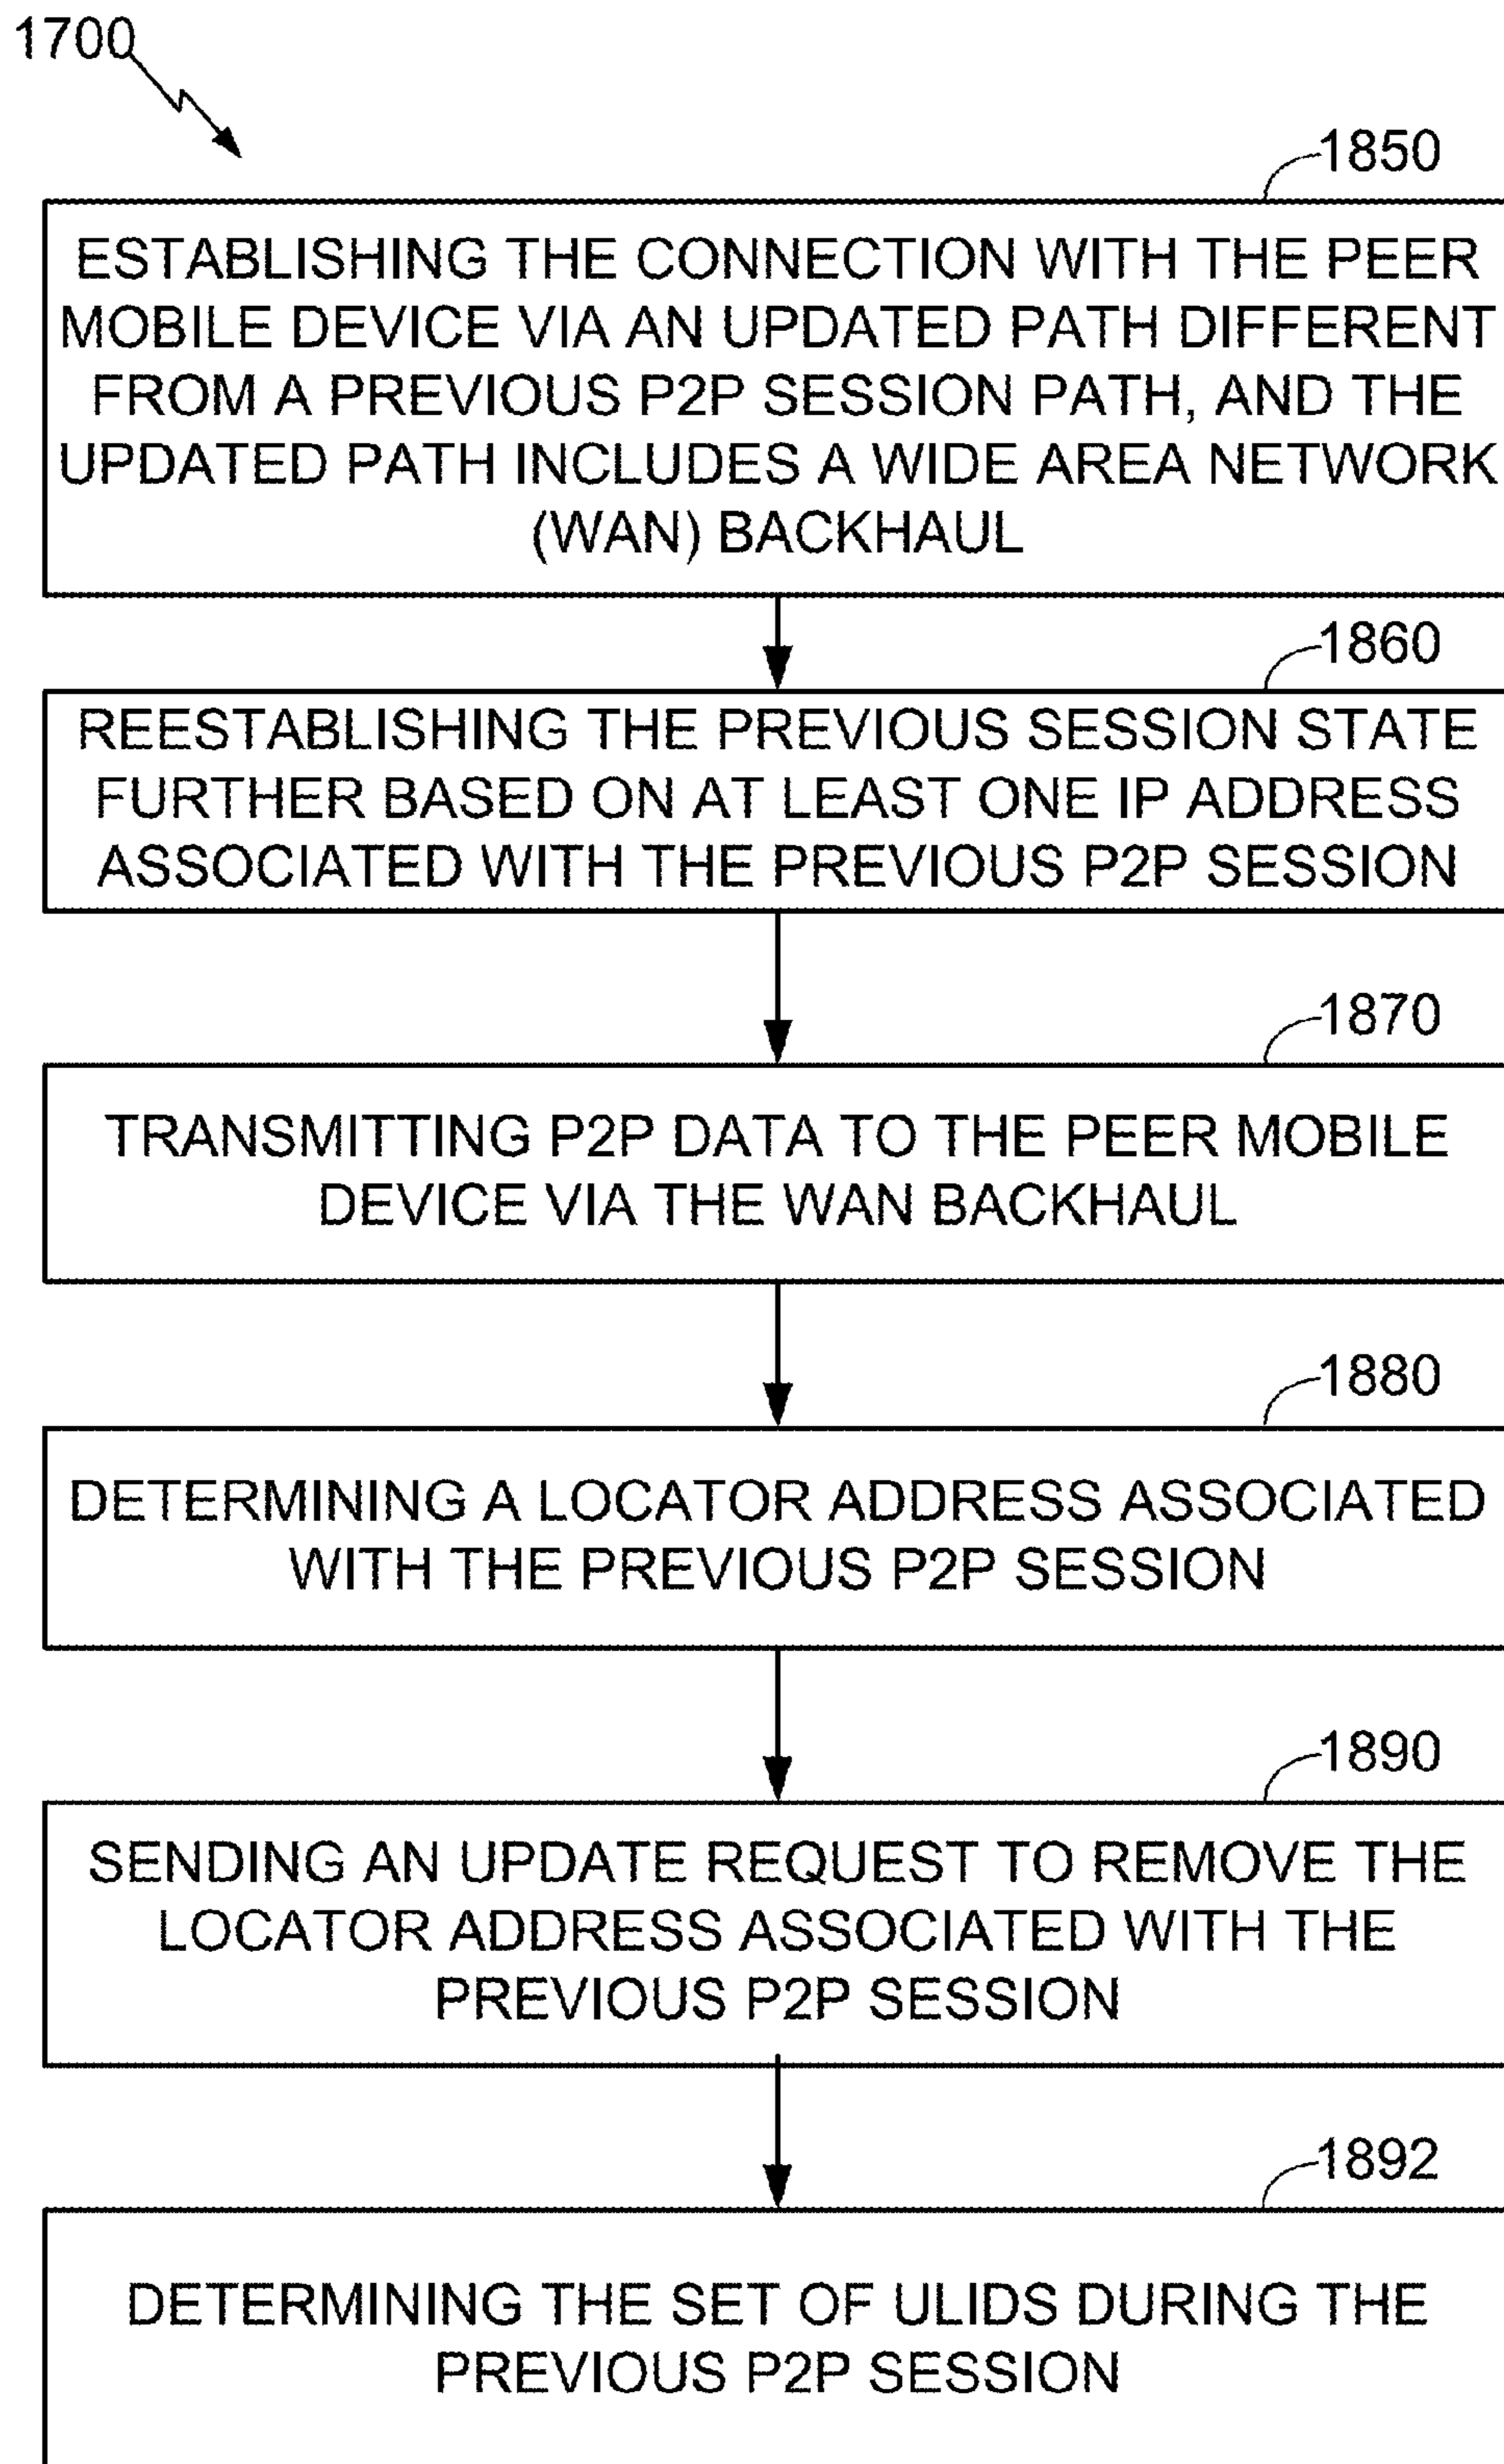 1700
1850
ESTABLISHING THE CONNECTION WITH THE PEER
MOBILE DEVICE VIA AN UPDATED PATH DIFFERENT
FROM A PREVIOUS P2P SESSION PATH, AND THE
UPDATED PATH INCLUDES A WIDE AREA NETWORK
(WAN) BACKHAUL
1860
REESTABLISHING THE PREVIOUS SESSION STATE
FURTHER BASED ON AT LEAST ONE IP ADDRESS
ASSOCIATED WITH THE PREVIOUS P2P SESSION
1870
TRANSMITTING P2P DATA TO THE PEER MOBILE
DEVICE VIA THE WAN BACKHAUL
1880
DETERMINING A LOCATOR ADDRESS ASSOCIATED
WITH THE PREVIOUS P2P SESSION
1890
SENDING AN UPDATE REQUEST TO REMOVE THE
LOCATOR ADDRESS ASSOCIATED WITH THE
PREVIOUS P2P SESSION
1892
DETERMINING THE SET OF ULIDS DURING THE
PREVIOUS P2P SESSION